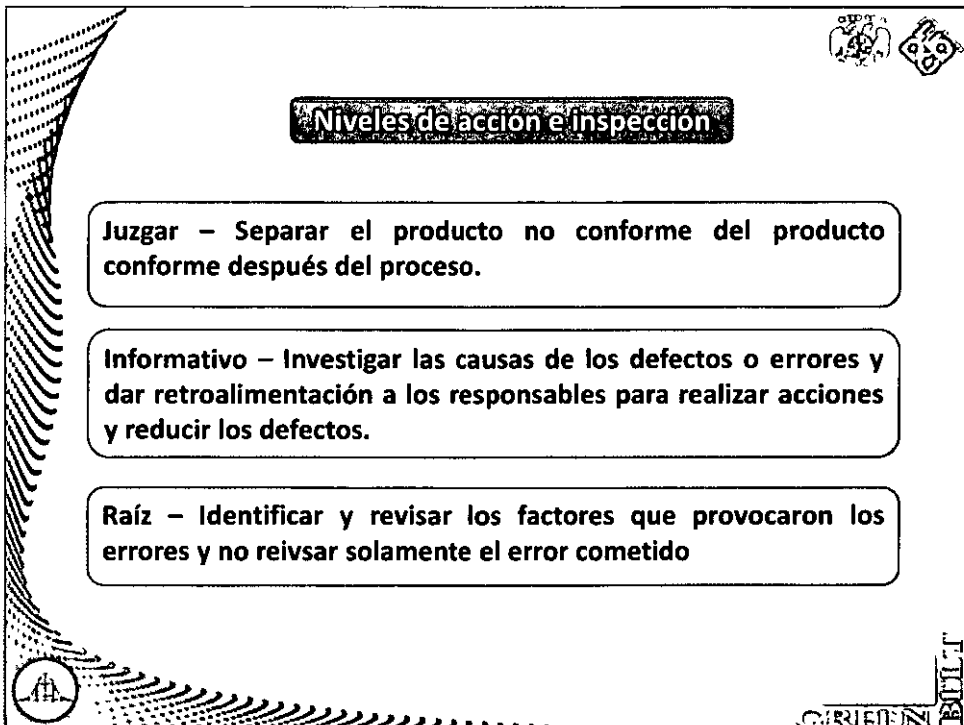 Niveles de acción e inspección
Juzgar – Separar el producto no conforme del producto
conforme después del proceso.
Informativo – Investigar las causas de los defectos o errores y
dar retroalimentación a los responsables para realizar acciones
y reducir los defectos.
Raíz – Identificar y revisar los factores que provocaron los
errores y no reivsar solamente el error cometido
GREEN
BELT